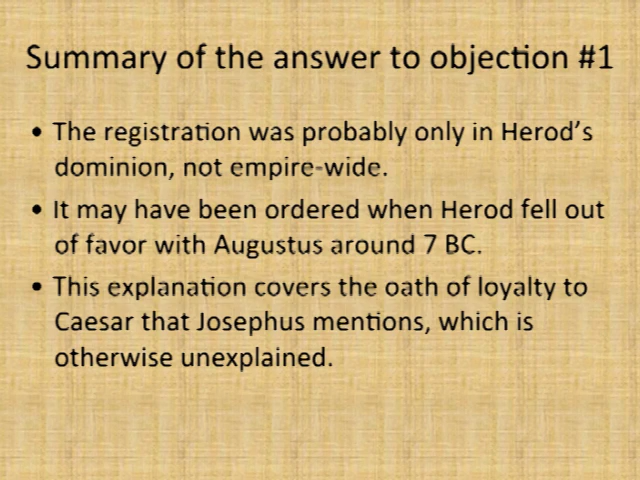 Summary of the answer to objection #1
• The registration was probably only in Herod's
dominion, not empire-wide.
• It may have been ordered when Herod fell out
of favor with Augustus around 7 BC.
• This explanation covers the oath of loyalty to
Caesar that Josephus mentions, which is
otherwise unexplained.